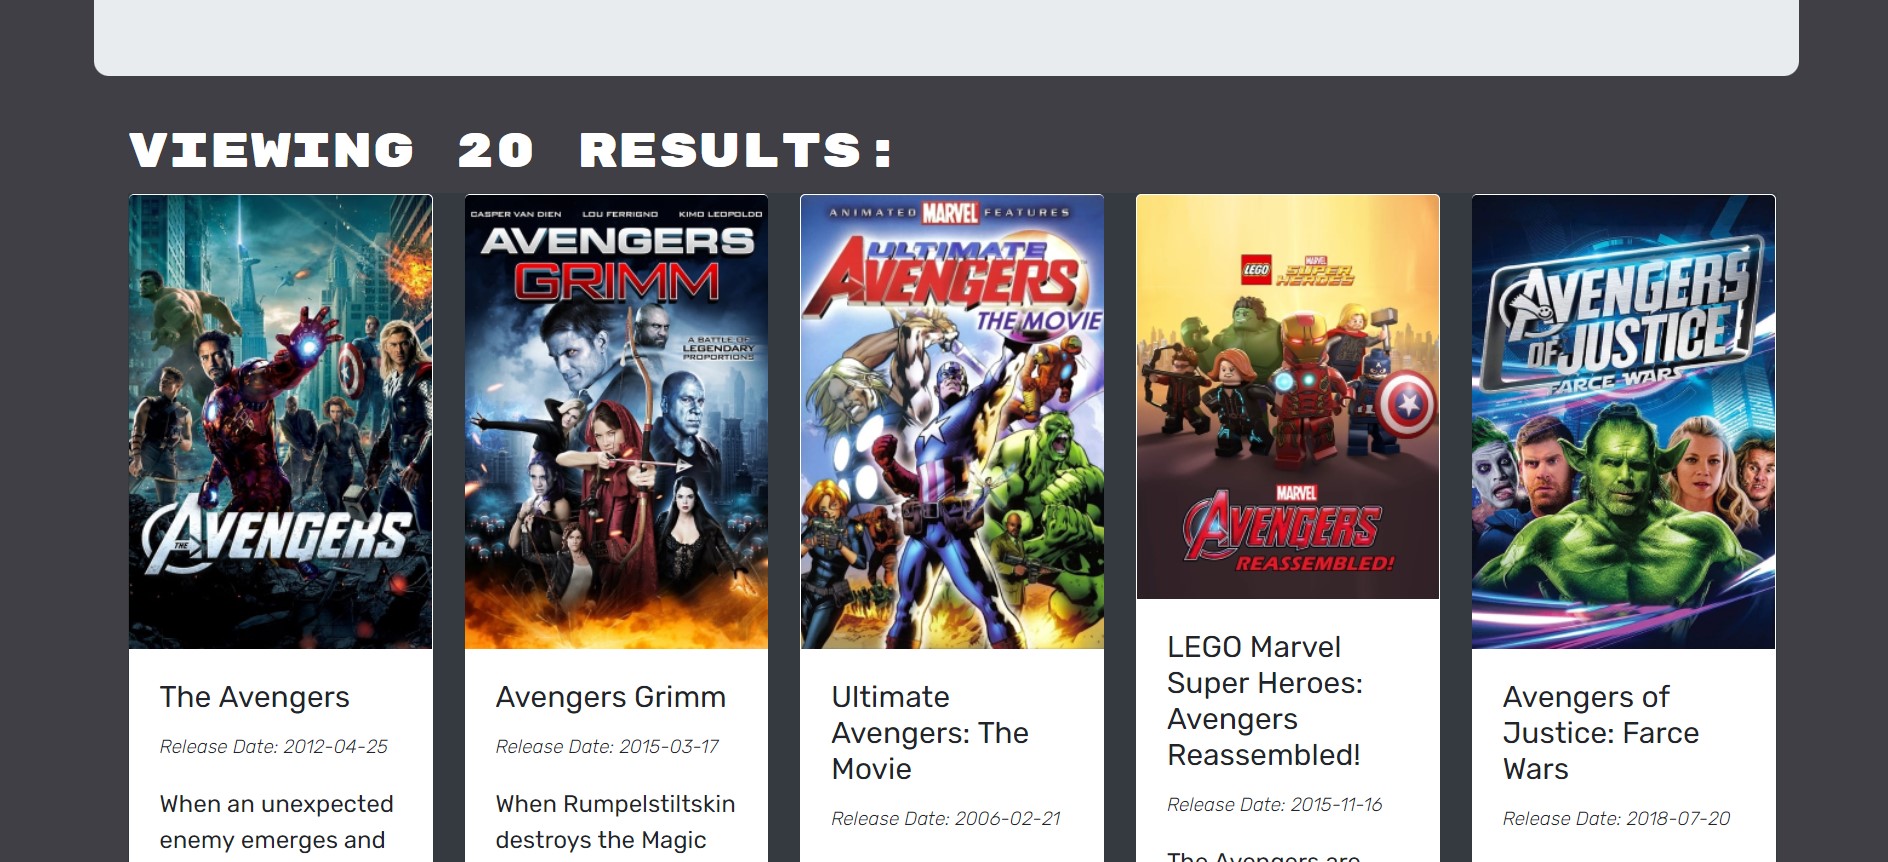 VIEWING 20 RESULTS:
THE AVENGERS
The Avengers
Release Date: 2012-04-25
When an unexpected
enemy emerges and
CASPER VAN DIEN LOU FERRIGNO KIMO LEOPOLDO
AVENGERS
GRIMM
A BATTLE OF
LEGENDARY
PROPORTIONS
Avengers Grimm
Release Date: 2015-03-17
When Rumpelstiltskin
destroys the Magic
ANIMATED MARVEL FEATURES
ULTIMATE
AVENGERS
THE MOVIE
Ultimate
Avengers: The
Movie
Release Date: 2006-02-21
LEGO MARVEL
SUPER
HEROES
MARVEL
AVENGERS
REASSEMBLED!
LEGO Marvel
Super Heroes:
Avengers
Reassembled!
Release Date: 2015-11-16
The Avengers are
AVENGERS
OF JUSTICE
FARCE WARS
Avengers of
Justice: Farce
Wars
Release Date: 2018-07-20